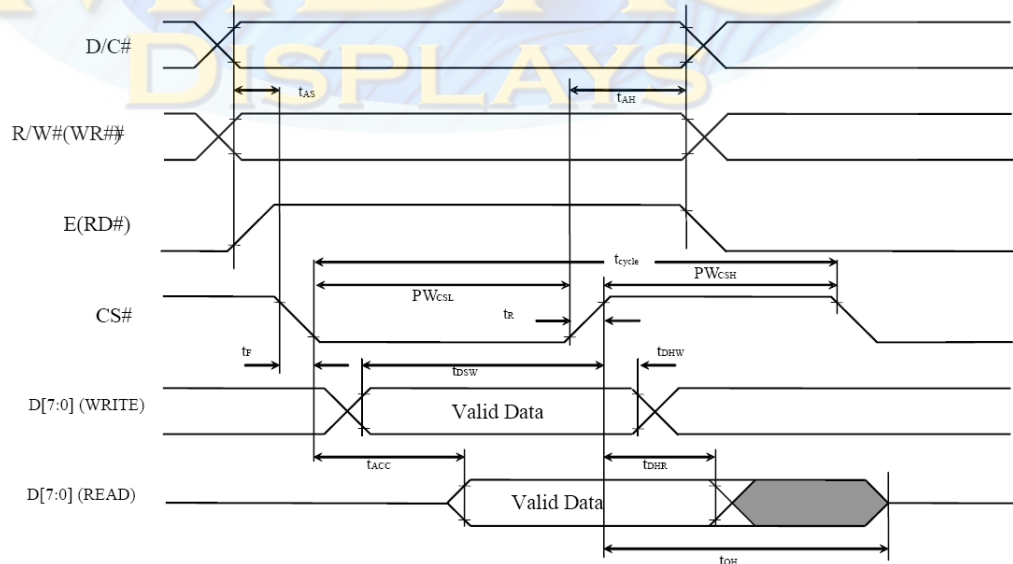 D/C#
DISPLAYS
tAS
tAH
R/W#(WR##)
E(RD#)
tcycle
PWCSL
PWCSH
CS#
tR
tF
tDSW
tDHW
D[7:0] (WRITE)
Valid Data
tACC
tDHR
D[7:0] (READ)
Valid Data
tOH